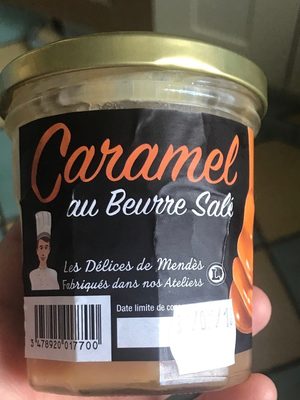 Caramel
au Beurre Salé
Les Délices de Mendès
Fabriqués dans nos Ateliers
L
Date limite de
3 478920 017700